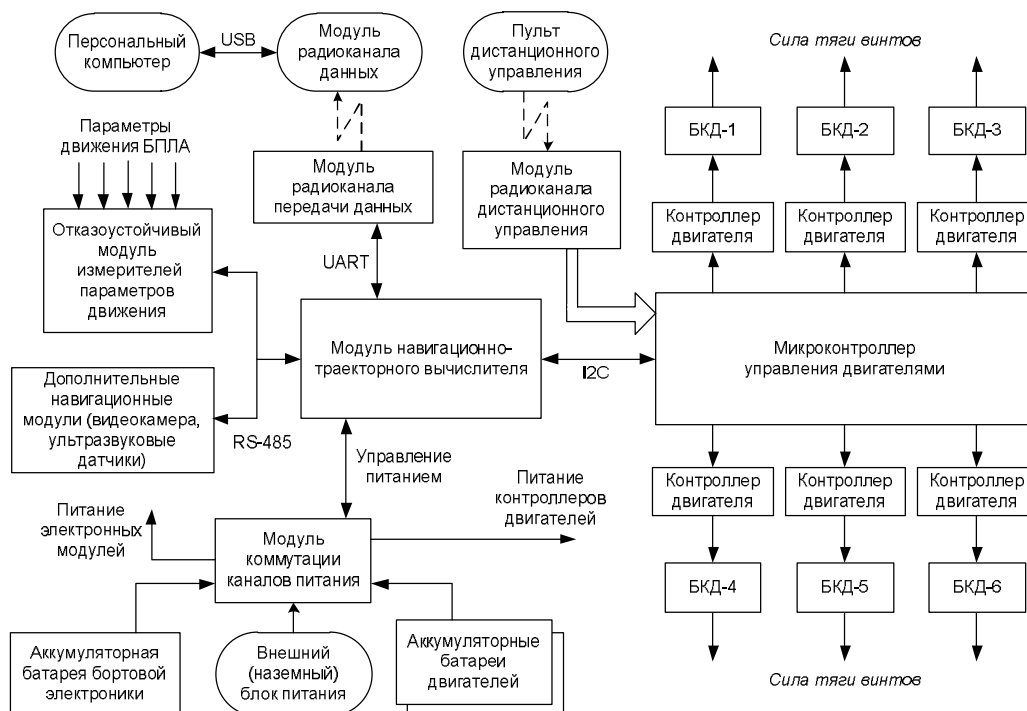 Персональный
компьютер
USB
Модуль
радиоканала
данных
Пульт
дистанционного
управления
Сила тяги винтов
БКД-1
БКД-2
БКД-3
Параметры
движения БПЛА
Модуль
радиоканала
передачи данных
Модуль
радиоканала
дистанционного
управления
Контроллер
двигателя
Контроллер
двигателя
Контроллер
двигателя
Отказоустойчивый
модуль
измерителей
параметров
движения
UART
Модуль навигационно-
траекторного вычислителя
I2C
Микроконтроллер
управления двигателями
Дополнительные
навигационные
модули (видеокамера,
ультразвуковые
датчики)
RS-485
Управление
питанием
Питание
контроллеров
двигателей
Контроллер
двигателя
Контроллер
двигателя
Контроллер
двигателя
Питание
электронных
модулей
Модуль
коммутации
каналов питания
БКД-4
БКД-5
БКД-6
Аккумуляторная
батарея бортовой
электроники
Внешний
(наземный)
блок питания
Аккумуляторные
батареи
двигателей
Сила тяги винтов